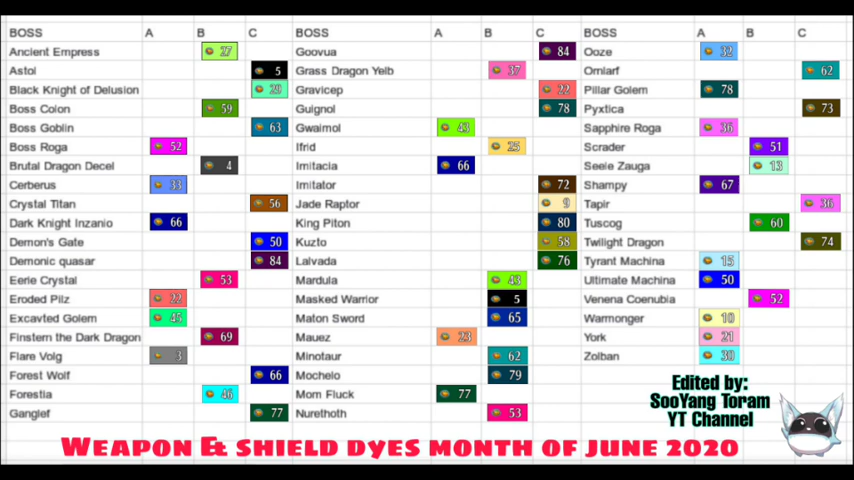 BOSS A B C BOSS A B C BOSS A B C
Ancient Empress 27 Goovua 84 Ooze 32
Astol 5 Grass Dragon Yelb 37 Ornlarf 62
Black Knight of Delusion 29 Gravicep 22 Pillar Golem 78
Boss Colon 59 Guignol 78 Pyxtica 73
Boss Goblin 63 Gwaimol 43 Sapphire Roga 36
Boss Roga 52 Ifrid 25 Scrader 51
Brutal Dragon Decel 4 Imitacia 66 Seele Zauga 13
Cerberus 33 Imitator 72 Shampy 67
Crystal Titan 56 Jade Raptor 9 Tapir 36
Dark Knight Inzanio 66 King Piton 80 Tuscog 60
Demon's Gate 50 Kuzto 58 Twilight Dragon 74
Demonic quasar 84 Lalvada 76 Tyrant Machina 15
Eerie Crystal 53 Mardula 43 Ultimate Machina 50
Eroded Pilz 22 Masked Warrior 5 Venena Coenubia 52
Excavted Golem 45 Maton Sword 65 Warmonger 10
Finstern the Dark Dragon 69 Mauez 23 York 21
Flare Volg 3 Minotaur 62 Zolban 30
Forest Wolf 66 Mochelo 79
Forestia 46 Mom Fluck 77
Ganglef 77 Nurethoth 53
Edited by:
SooYang Toram
YT Channel
Weapon & shield dyes month of june 2020